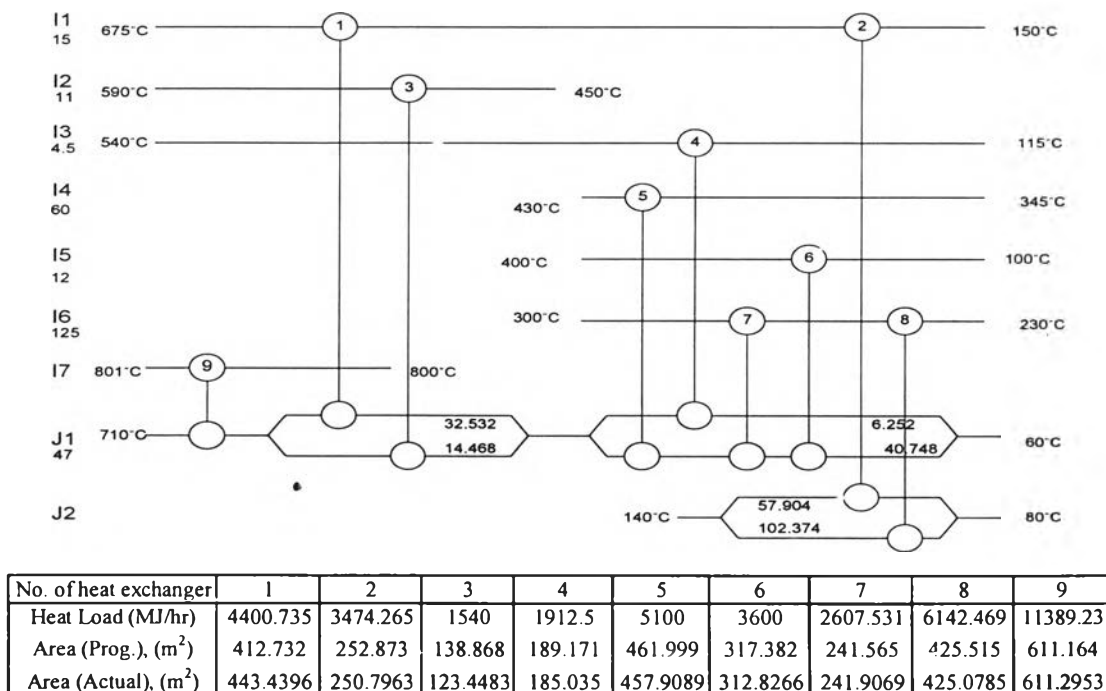 I1
15
675°C
1
2
150°C
I2
11
590°C
3
450°C
I3
4.5
540°C
4
115°C
I4
60
430°C
5
345°C
I5
12
400°C
6
100°C
I6
125
300°C
7
8
230°C
I7
801°C
9
800°C
J1
47
710°C
32.532
14.468
6.252
40.748
60°C
J2
140°C
57.904
102.374
80°C
No. of heat exchanger 1 2 3 4 5 6 7 8 9
Heat Load (MJ/hr) 4400.735 3474.265 1540 1912.5 5100 3600 2607.531 6142.469 11389.23
Area (Prog.), (m²) 412.732 252.873 138.868 189.171 461.999 317.382 241.565 425.515 611.164
Area (Actual), (m²) 443.4396 250.7963 123.4483 185.035 457.9089 312.8266 241.9069 425.0785 611.2953